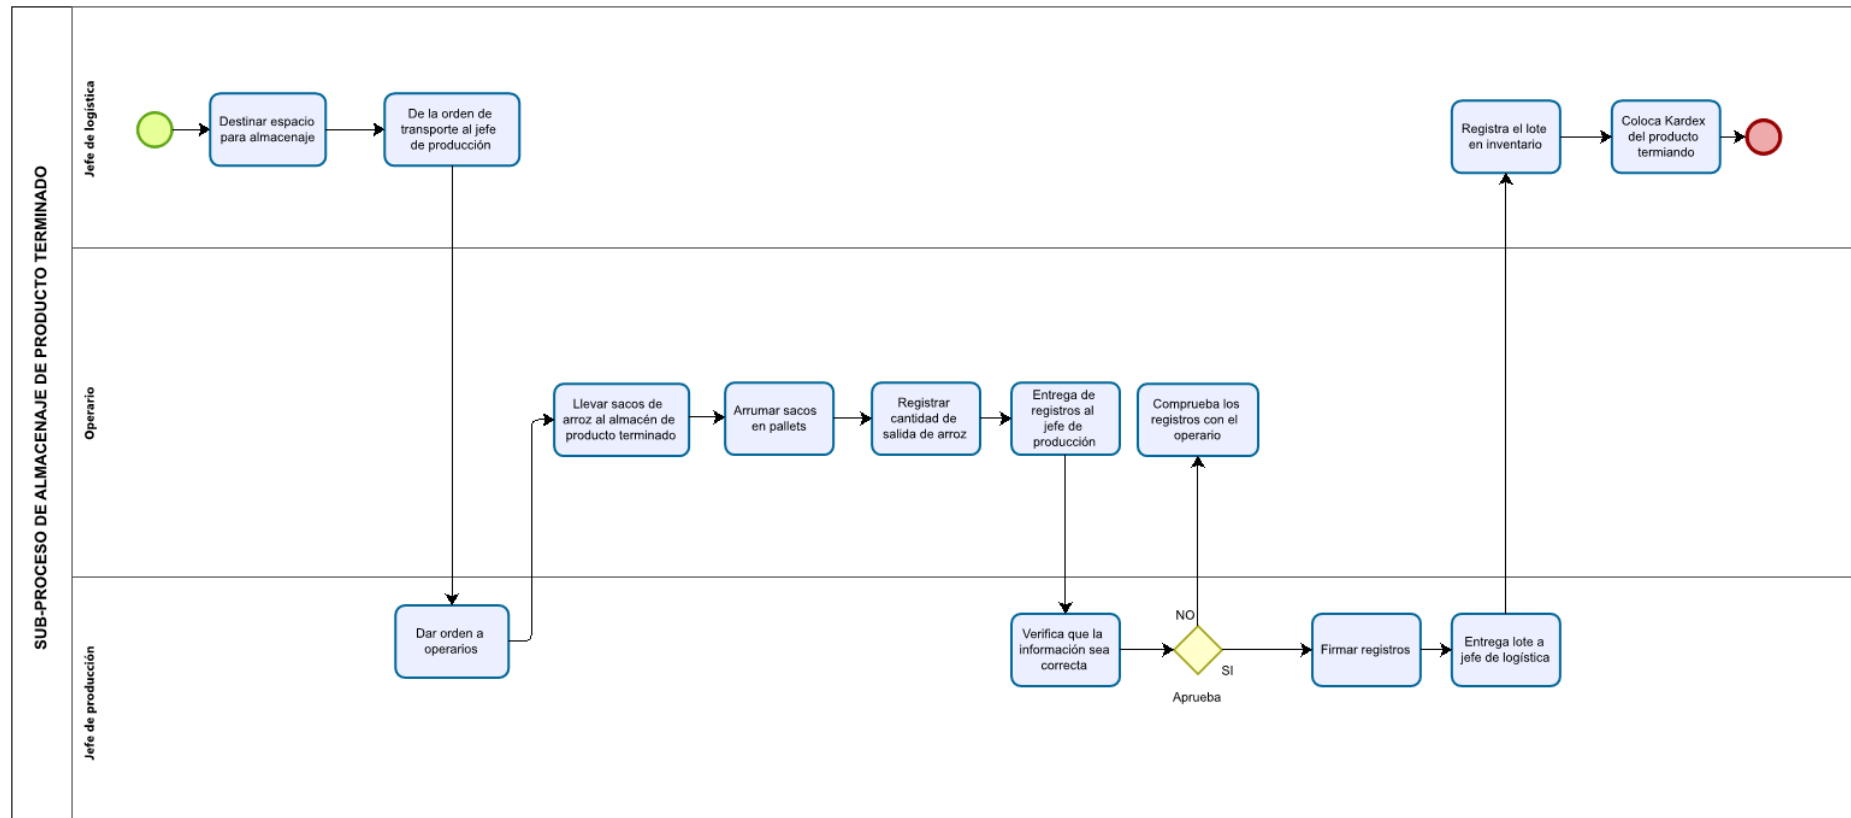 SUB-PROCESO DE ALMACENAJE DE PRODUCTO TERMINADO
Jefe de logística
Destinar espacio
para almacenaje
De la orden de
transporte al jefe
de producción
Registra el lote
en inventario
Coloca Kardex
del producto
termiando
Operario
Llevar sacos de
arroz al almacén de
producto terminado
Arrumar sacos
en pallets
Registrar
cantidad de
salida de arroz
Entrega de
registros al
jefe de
producción
Comprueba los
registros con el
operario
Jefe de producción
Dar orden a
operarios
Verifica que la
información sea
correcta
NO
SI
Aprueba
Firmar registros
Entrega lote a
jefe de logística